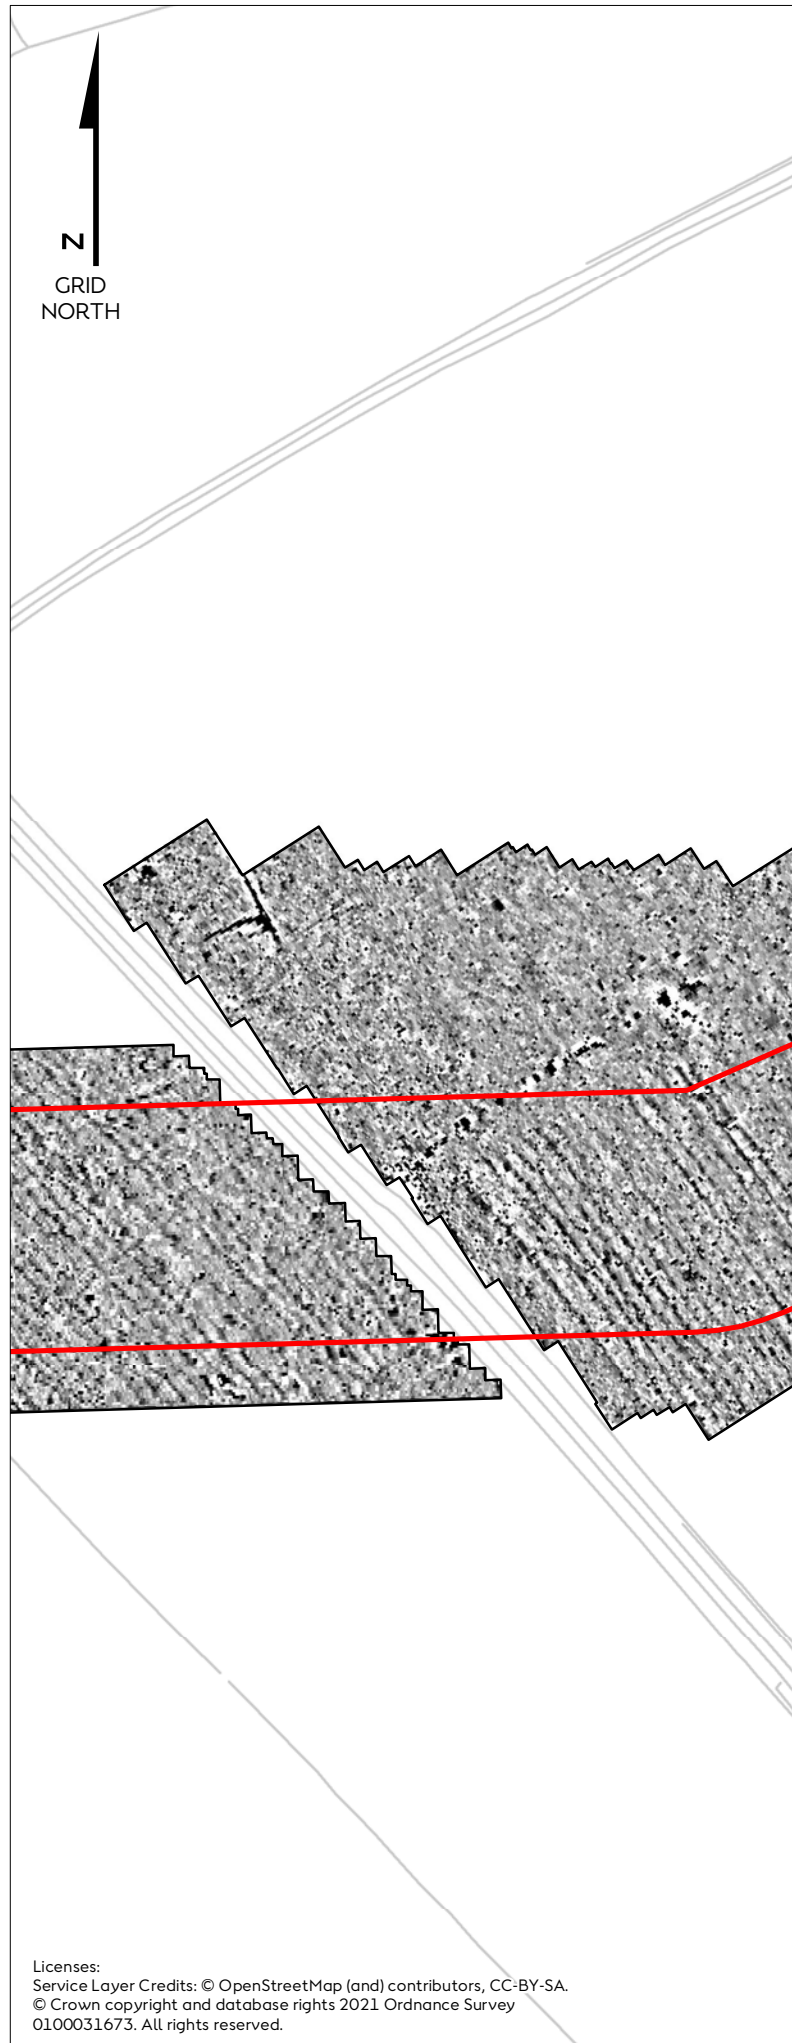 N
GRID
NORTH
Licenses:
Service Layer Credits: © OpenStreetMap (and) contributors, CC-BY-SA.
© Crown copyright and database rights 2021 Ordnance Survey
0100031673. All rights reserved.